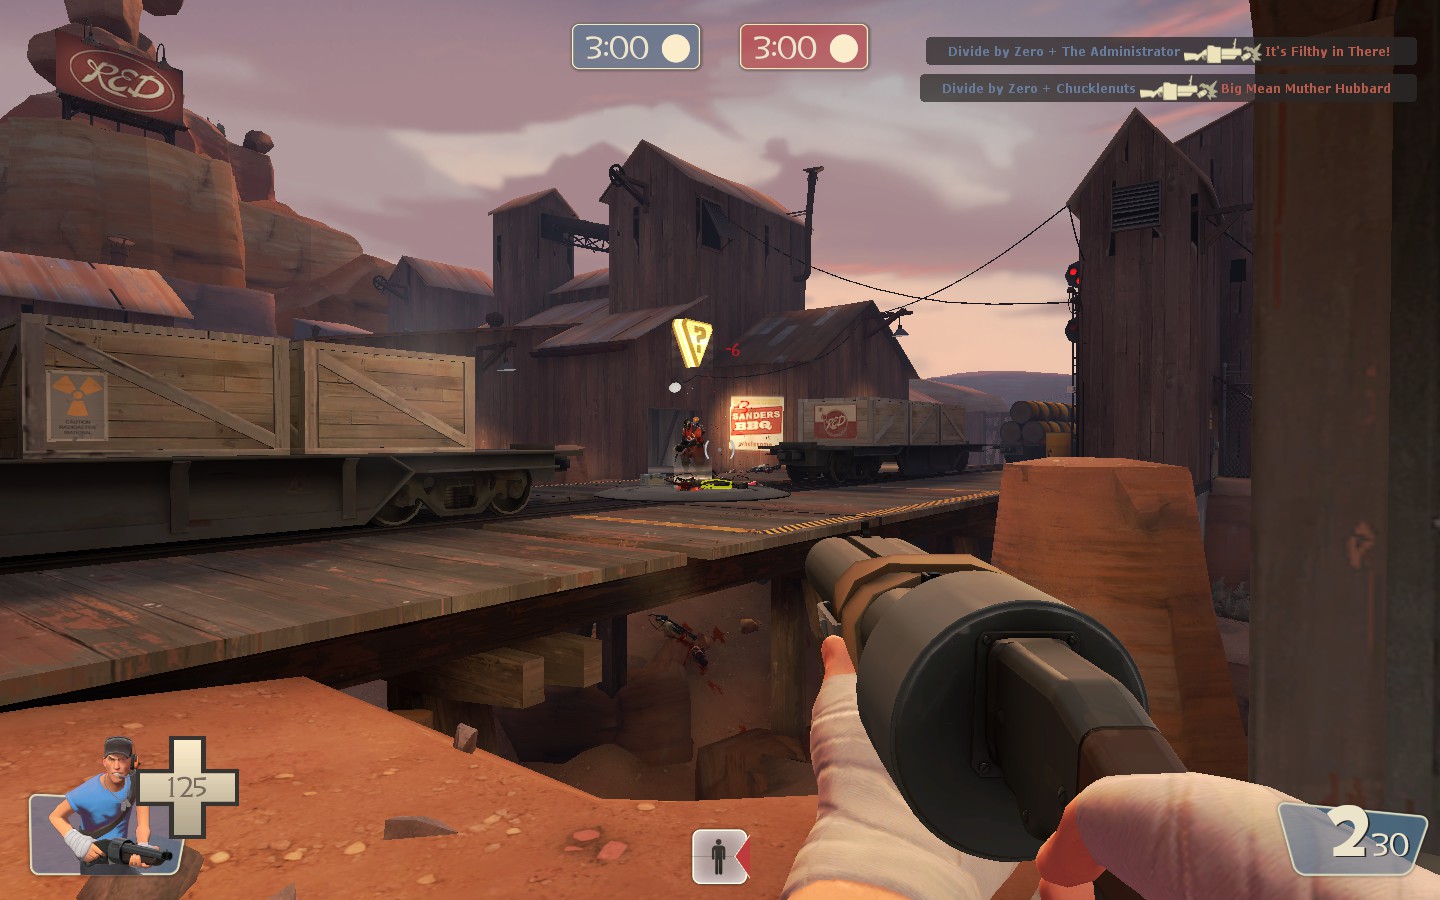 3:00
3:00
Divide by Zero + The Administrator It's Filthy in There!
Divide by Zero + Chucklenuts Big Mean Muther Hubbard
RED
?
-6
SANDERS
BBQ
RED
CAUTION
125
2 30